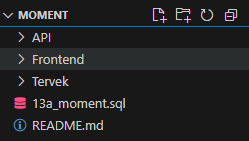 MOMENT
API
Frontend
Tervek
13a_moment.sql
README.md